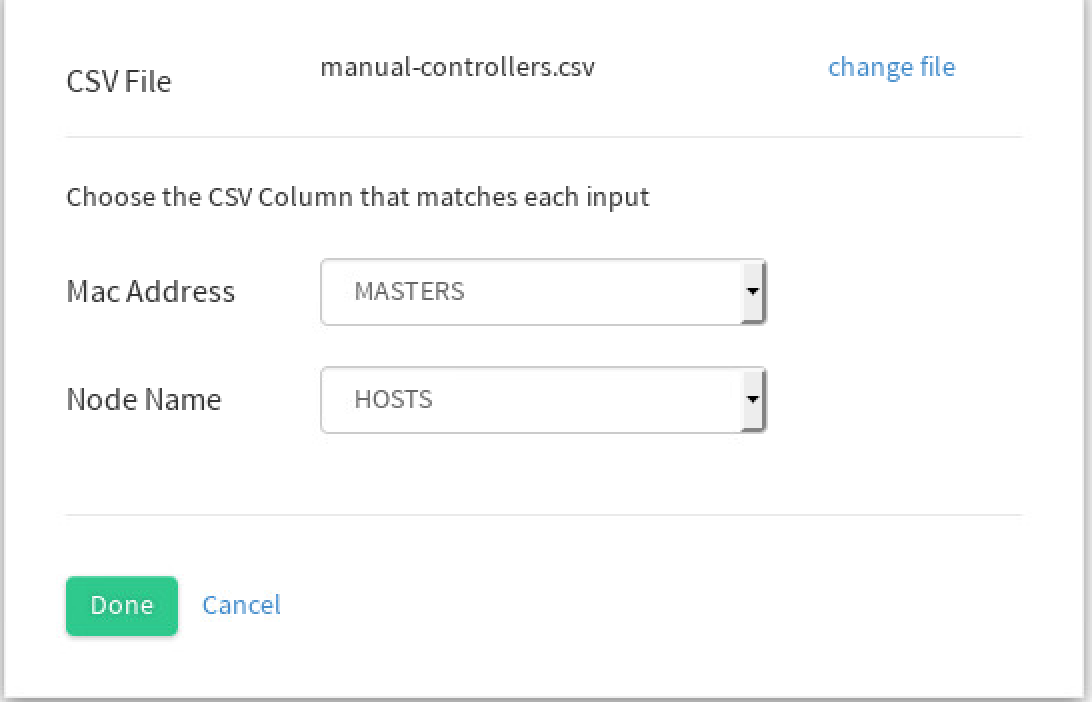 CSV File
manual-controllers.csv
change file
Choose the CSV Column that matches each input
Mac Address
MASTERS
Node Name
HOSTS
Done
Cancel